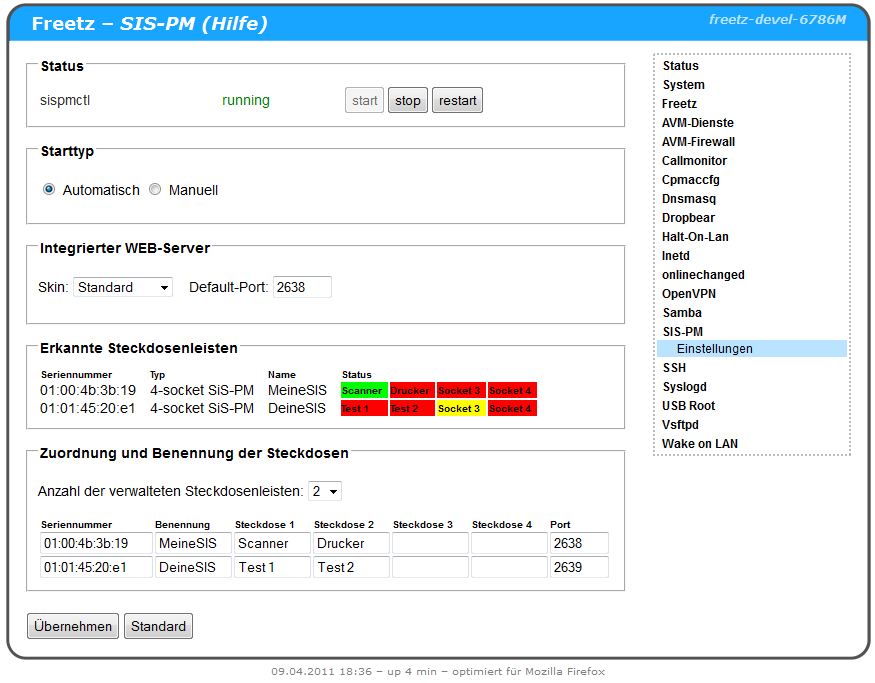 Freetz – SIS-PM (Hilfe)
freetz-devel-6786M
Status
sispmctl running start stop restart
Starttyp
Automatisch Manuell
Integrierter WEB-Server
Skin: Standard Default-Port: 2638
Erkannte Steckdosenleisten
Seriennummer Typ Name Status
01:00:4b:3b:19 4-socket SiS-PM MeineSIS Scanner Drucker Socket 3 Socket 4
01:01:45:20:e1 4-socket SiS-PM DeineSIS Test 1 Test 2 Socket 3 Socket 4
Zuordnung und Benennung der Steckdosen
Anzahl der verwalteten Steckdosenleisten: 2
Seriennummer Benennung Steckdose 1 Steckdose 2 Steckdose 3 Steckdose 4 Port
01:00:4b:3b:19 MeineSIS Scanner Drucker 2638
01:01:45:20:e1 DeineSIS Test 1 Test 2 2639
Übernehmen Standard
Status
System
Freetz
AVM-Dienste
AVM-Firewall
Callmonitor
Cpmaccfg
Dnsmasq
Dropbear
Halt-On-Lan
Inetd
onlinechanged
OpenVPN
Samba
SIS-PM
Einstellungen
SSH
Syslogd
USB Root
Vsftpd
Wake on LAN
09.04.2011 18:36 – up 4 min – optimiert für Mozilla Firefox